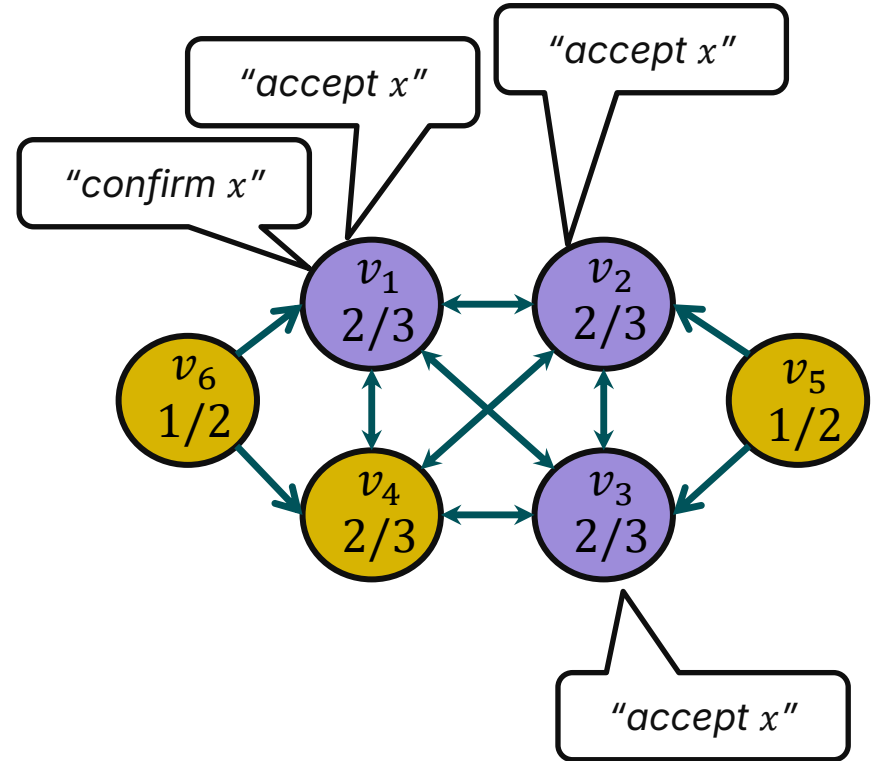 “accept x”
“accept x”
“confirm x”
v₁
2/3
v₂
2/3
v₆
1/2
v₅
1/2
v₄
2/3
v₃
2/3
“accept x”